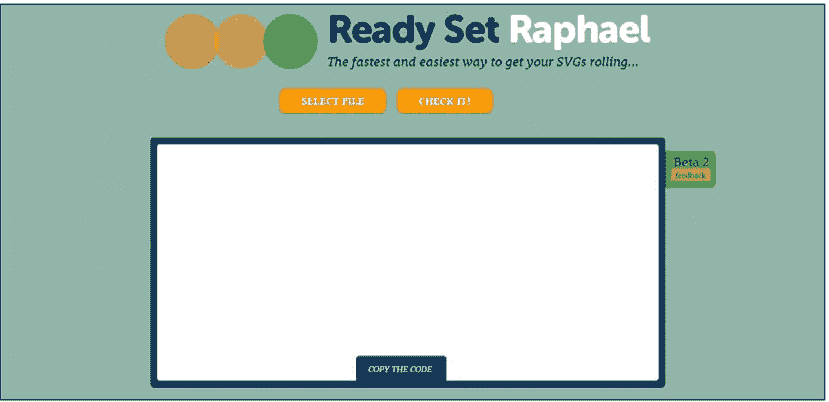 Ready Set Raphael
The fastest and easiest way to get your SVGs rolling...
SELECT FILE
CHECK IT!
Beta 2
feedback
COPY THE CODE